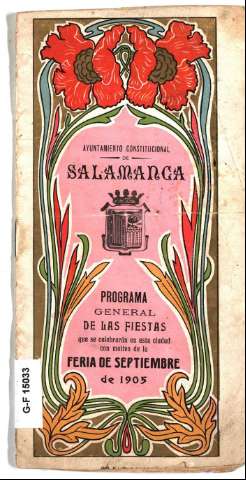 AYUNTAMIENTO CONSTITUCIONAL
DE
SALAMANCA
PROGRAMA
GENERAL
DE LAS FIESTAS
que se celebrarán en esta ciudad
con motivo de la
FERIA DE SEPTIEMBRE
de 1905
G-F 15033